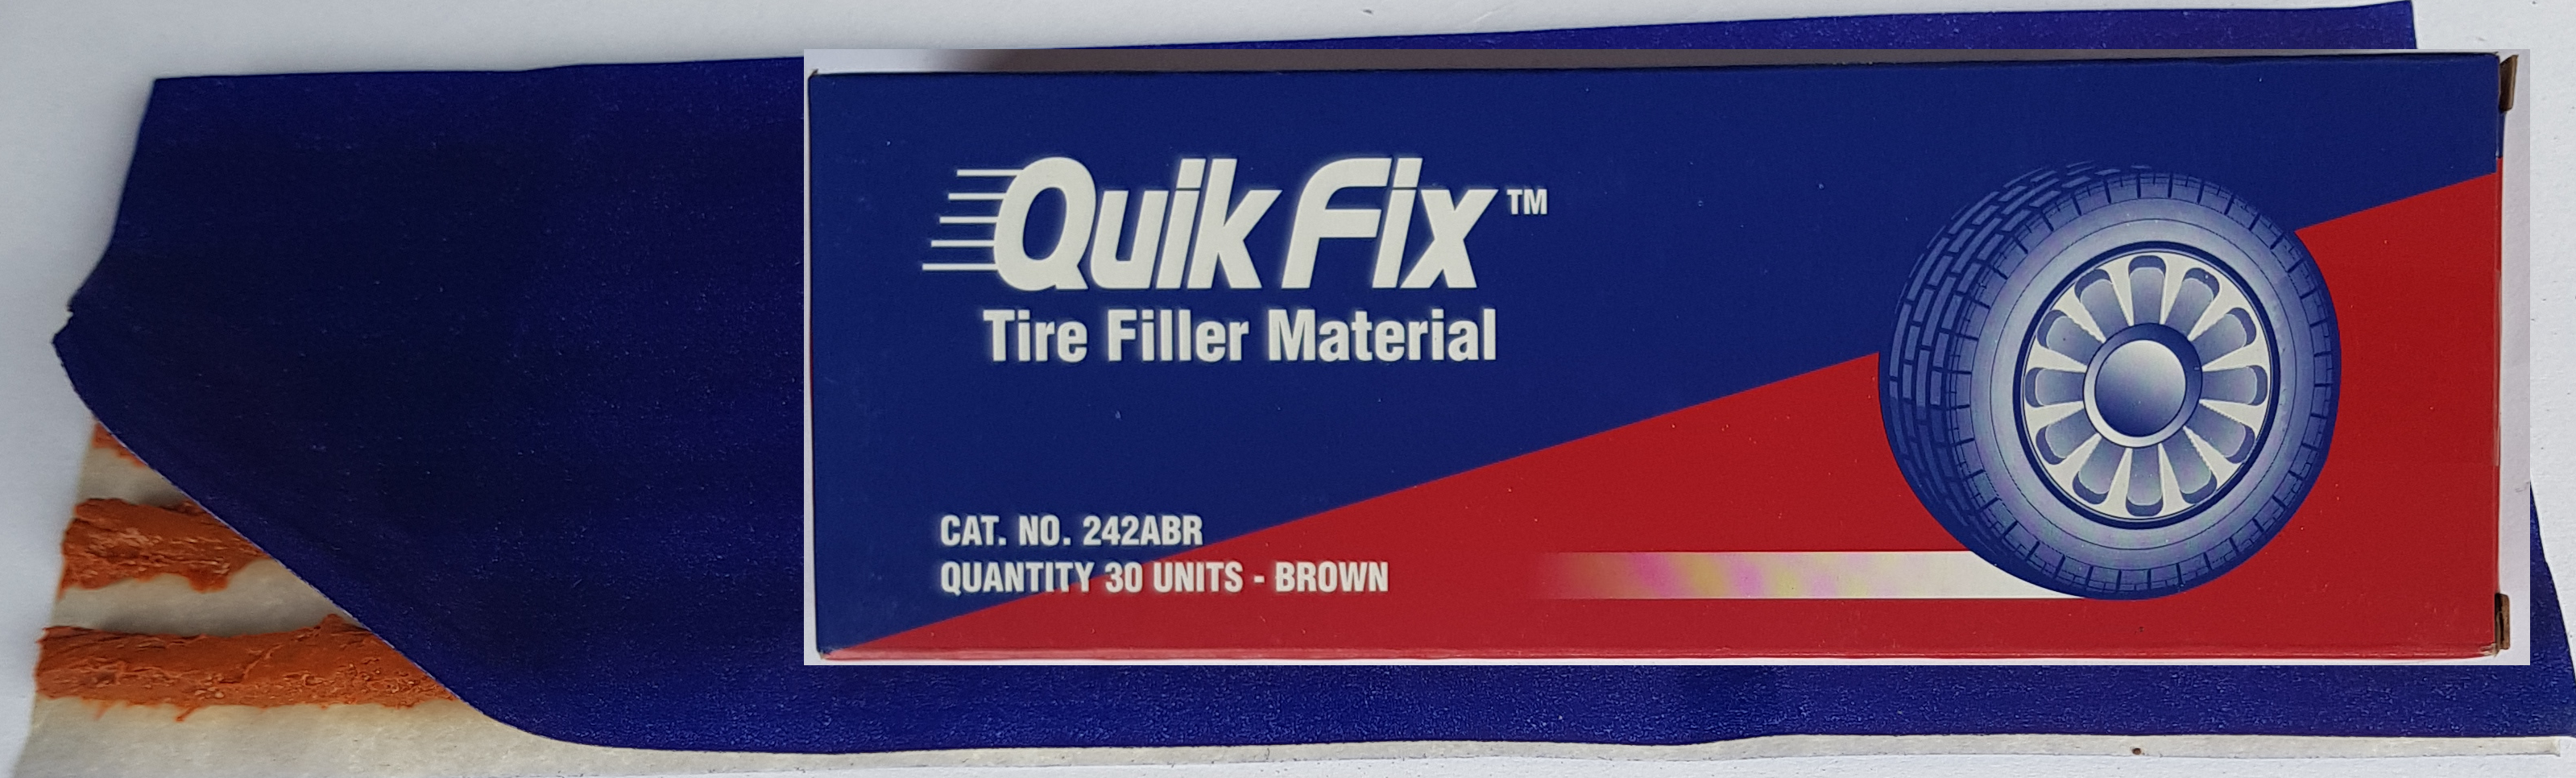 Quik Fix™
Tire Filler Material
CAT. NO. 242ABR
QUANTITY 30 UNITS - BROWN